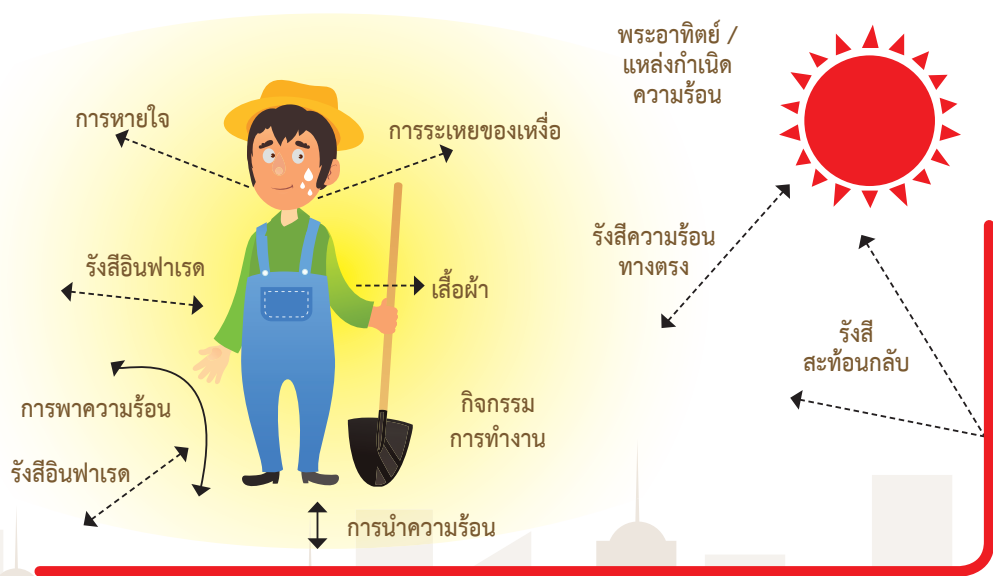 พระอาทิตย์ /
แหล่งกำเนิด
ความร้อน
การหายใจ
การระเหยของเหงื่อ
รังสีความร้อน
ทางตรง
รังสีอินฟาเรด
เสื้อผ้า
รังสี
สะท้อนกลับ
การพาความร้อน
กิจกรรม
การทำงาน
รังสีอินฟาเรด
การนำความร้อน